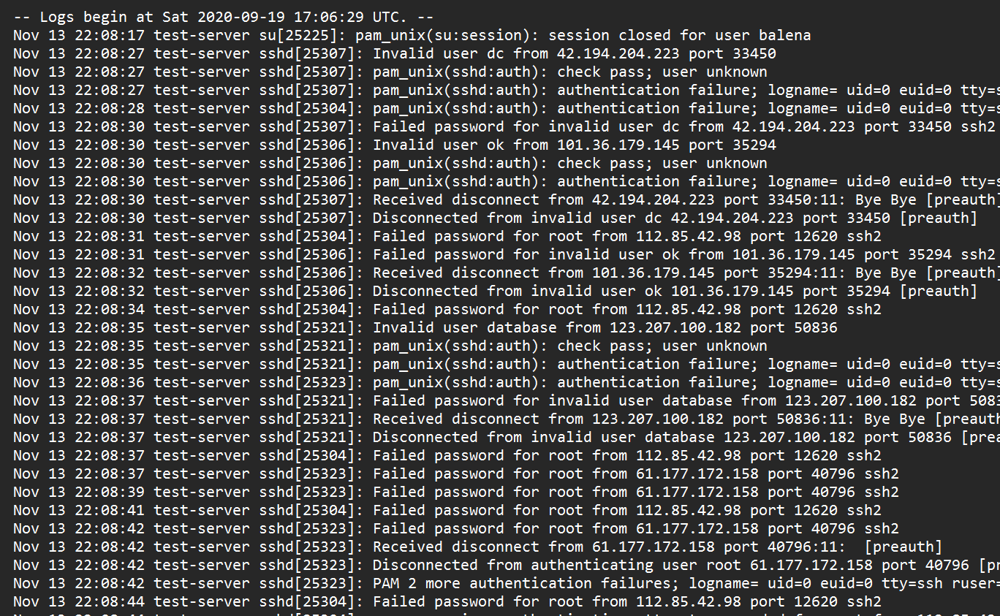 -- Logs begin at Sat 2020-09-19 17:06:29 UTC. --
Nov 13 22:08:17 test-server su[25225]: pam_unix(su:session): session closed for user balena
Nov 13 22:08:27 test-server sshd[25307]: Invalid user dc from 42.194.204.223 port 33450
Nov 13 22:08:27 test-server sshd[25307]: pam_unix(sshd:auth): check pass; user unknown
Nov 13 22:08:27 test-server sshd[25307]: pam_unix(sshd:auth): authentication failure; logname= uid=0 euid=0 tty=s
Nov 13 22:08:28 test-server sshd[25304]: pam_unix(sshd:auth): authentication failure; logname= uid=0 euid=0 tty=s
Nov 13 22:08:30 test-server sshd[25307]: Failed password for invalid user dc from 42.194.204.223 port 33450 ssh2
Nov 13 22:08:30 test-server sshd[25306]: Invalid user ok from 101.36.179.145 port 35294
Nov 13 22:08:30 test-server sshd[25306]: pam_unix(sshd:auth): check pass; user unknown
Nov 13 22:08:30 test-server sshd[25306]: pam_unix(sshd:auth): authentication failure; logname= uid=0 euid=0 tty=s
Nov 13 22:08:30 test-server sshd[25307]: Received disconnect from 42.194.204.223 port 33450:11: Bye Bye [preauth]
Nov 13 22:08:30 test-server sshd[25307]: Disconnected from invalid user dc 42.194.204.223 port 33450 [preauth]
Nov 13 22:08:31 test-server sshd[25304]: Failed password for root from 112.85.42.98 port 12620 ssh2
Nov 13 22:08:31 test-server sshd[25306]: Failed password for invalid user ok from 101.36.179.145 port 35294 ssh2
Nov 13 22:08:32 test-server sshd[25306]: Received disconnect from 101.36.179.145 port 35294:11: Bye Bye [preauth]
Nov 13 22:08:32 test-server sshd[25306]: Disconnected from invalid user ok 101.36.179.145 port 35294 [preauth]
Nov 13 22:08:34 test-server sshd[25304]: Failed password for root from 112.85.42.98 port 12620 ssh2
Nov 13 22:08:35 test-server sshd[25321]: Invalid user database from 123.207.100.182 port 50836
Nov 13 22:08:35 test-server sshd[25321]: pam_unix(sshd:auth): check pass; user unknown
Nov 13 22:08:35 test-server sshd[25321]: pam_unix(sshd:auth): authentication failure; logname= uid=0 euid=0 tty=s
Nov 13 22:08:36 test-server sshd[25323]: pam_unix(sshd:auth): authentication failure; logname= uid=0 euid=0 tty=s
Nov 13 22:08:37 test-server sshd[25321]: Failed password for invalid user database from 123.207.100.182 port 5083
Nov 13 22:08:37 test-server sshd[25321]: Received disconnect from 123.207.100.182 port 50836:11: Bye Bye [preauth
Nov 13 22:08:37 test-server sshd[25321]: Disconnected from invalid user database 123.207.100.182 port 50836 [prea
Nov 13 22:08:37 test-server sshd[25304]: Failed password for root from 112.85.42.98 port 12620 ssh2
Nov 13 22:08:37 test-server sshd[25323]: Failed password for root from 61.177.172.158 port 40796 ssh2
Nov 13 22:08:39 test-server sshd[25323]: Failed password for root from 61.177.172.158 port 40796 ssh2
Nov 13 22:08:41 test-server sshd[25304]: Failed password for root from 112.85.42.98 port 12620 ssh2
Nov 13 22:08:42 test-server sshd[25323]: Failed password for root from 61.177.172.158 port 40796 ssh2
Nov 13 22:08:42 test-server sshd[25323]: Received disconnect from 61.177.172.158 port 40796:11:  [preauth]
Nov 13 22:08:42 test-server sshd[25323]: Disconnected from authenticating user root 61.177.172.158 port 40796 [pr
Nov 13 22:08:42 test-server sshd[25323]: PAM 2 more authentication failures; logname= uid=0 euid=0 tty=ssh ruser=
Nov 13 22:08:44 test-server sshd[25304]: Failed password for root from 112.85.42.98 port 12620 ssh2